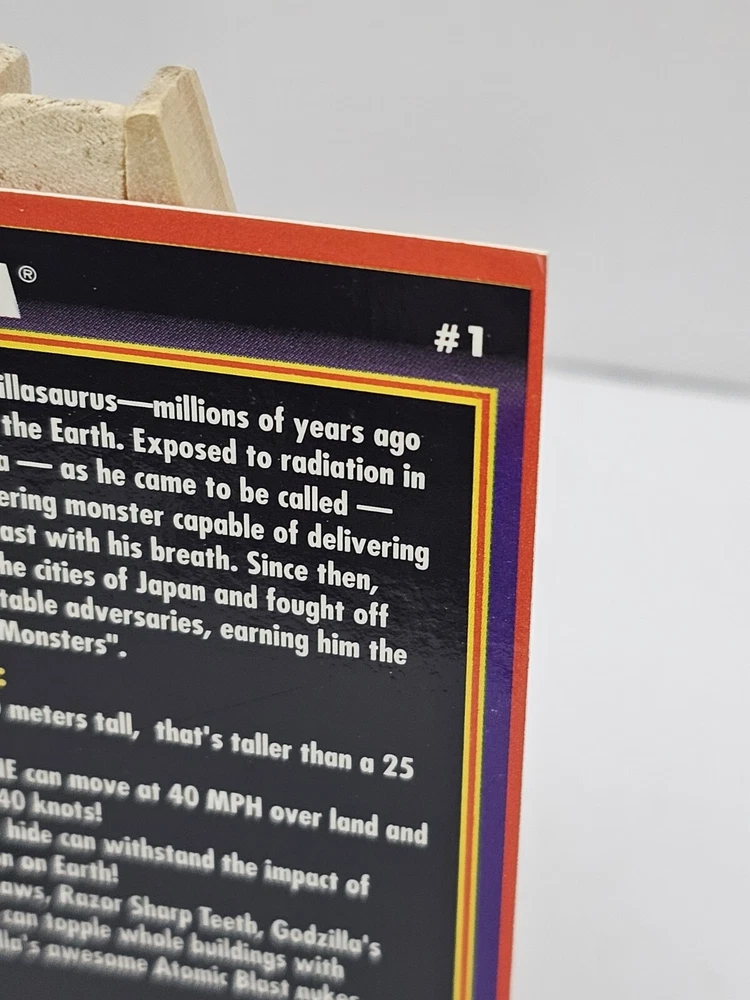 A®
#1
illasaurus—millions of years ago
the Earth. Exposed to radiation in
a — as he came to be called —
ering monster capable of delivering
ast with his breath. Since then,
he cities of Japan and fought off
table adversaries, earning him the
Monsters".
:
meters tall, that's taller than a 25
E can move at 40 MPH over land and
40 knots!
hide can withstand the impact of
n on Earth!
aws, Razor Sharp Teeth, Godzilla's
can topple whole buildings with
lla's awesome Atomic Blast nukes